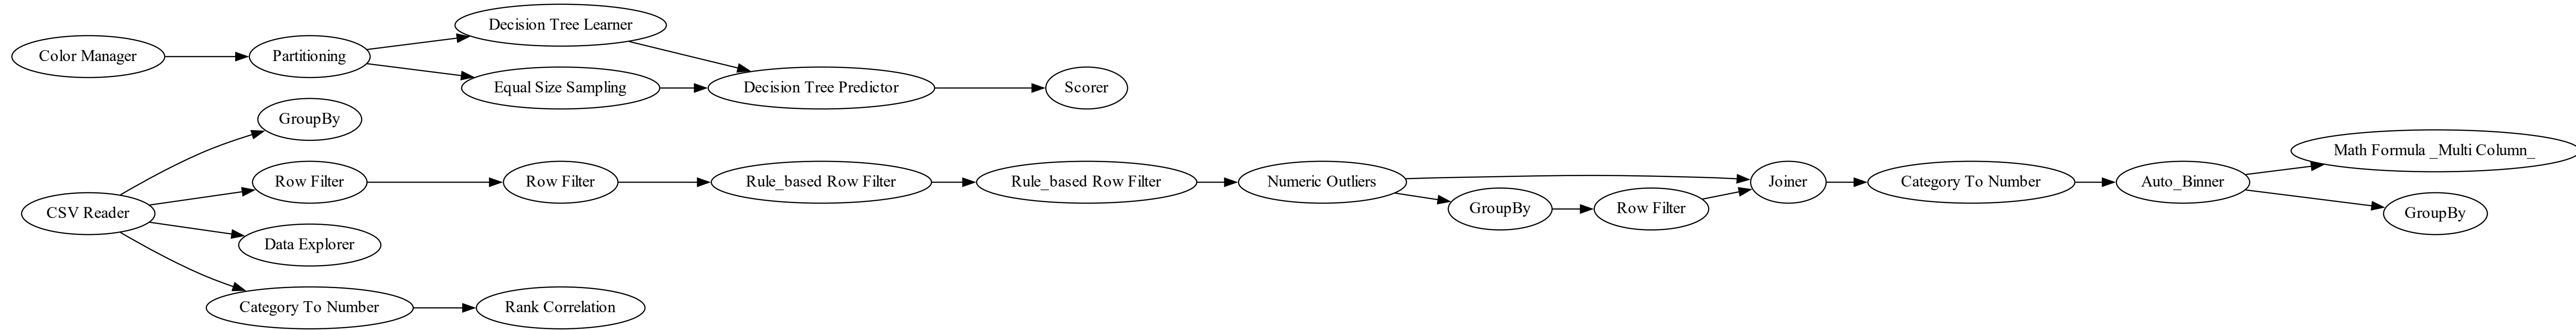 Decision Tree Learner
Color Manager
Partitioning
Equal Size Sampling
Decision Tree Predictor
Scorer
GroupBy
Row Filter
Row Filter
Rule_based Row Filter
Rule_based Row Filter
Numeric Outliers
GroupBy
Row Filter
Joiner
Category To Number
Auto_Binner
Math Formula _Multi Column_
GroupBy
CSV Reader
Data Explorer
Category To Number
Rank Correlation